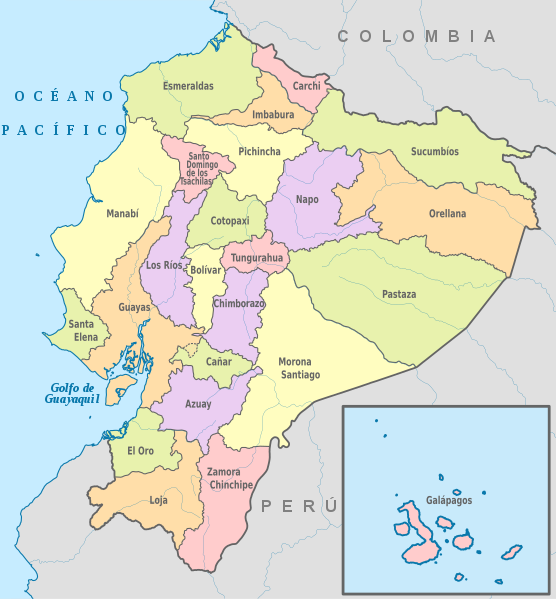 COLOMBIA
OCÉANO
PACÍFICO
Esmeraldas
Carchi
Imbabura
Santo
Domingo
de los
Tsachilas
Pichincha
Sucumbíos
Napo
Orellana
Manabí
Cotopaxi
Los Ríos
Bolívar
Tungurahua
Pastaza
Guayas
Chimborazo
Santa
Elena
Cañar
Morona
Santiago
Golfo de
Guayaquil
Azuay
El Oro
Zamora
Chinchipe
Loja
PERÚ
Galápagos